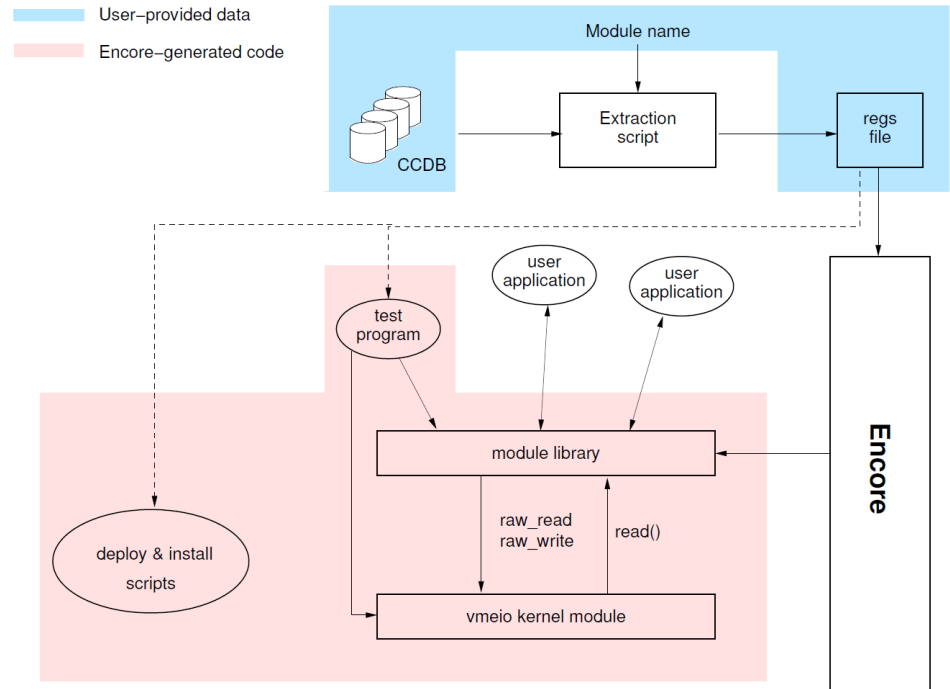 User-provided data
Encore-generated code
Module name
CCDB
Extraction
script
regs
file
user
application
user
application
test
program
Encore
module library
raw_read
raw_write
read()
deploy & install
scripts
vmeio kernel module